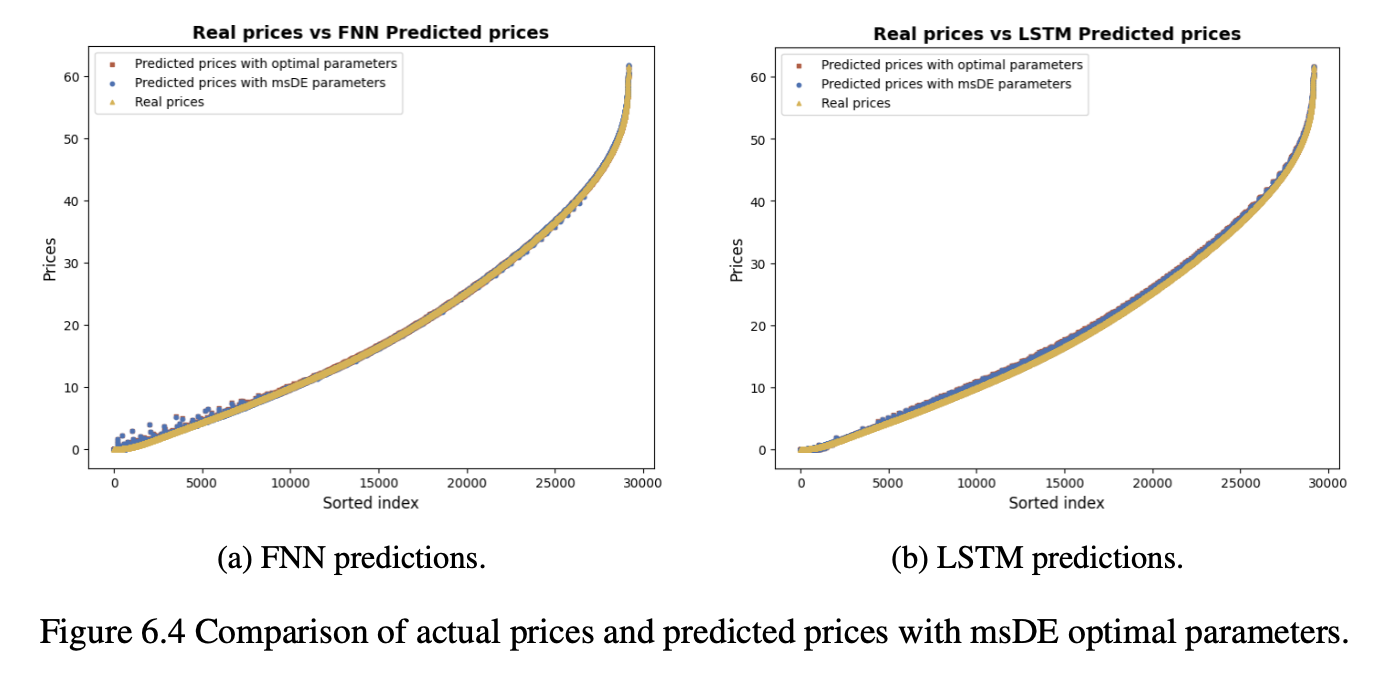 Real prices vs FNN Predicted prices
Predicted prices with optimal parameters
Predicted prices with msDE parameters
Real prices
60
50
40
30
20
10
0
Prices
0 5000 10000 15000 20000 25000 30000
Sorted index
(a) FNN predictions.
Real prices vs LSTM Predicted prices
Predicted prices with optimal parameters
Predicted prices with msDE parameters
Real prices
60
50
40
30
20
10
0
Prices
0 5000 10000 15000 20000 25000 30000
Sorted index
(b) LSTM predictions.
Figure 6.4 Comparison of actual prices and predicted prices with msDE optimal parameters.